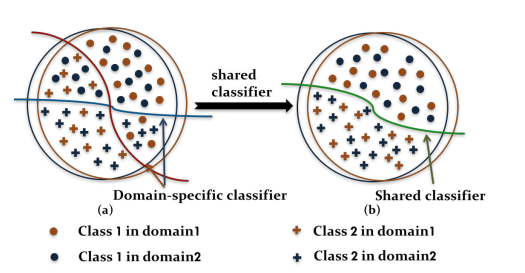 shared
classifier
Domain-specific classifier
Shared classifier
(a)
(b)
Class 1 in domain1
Class 2 in domain1
Class 1 in domain2
Class 2 in domain2